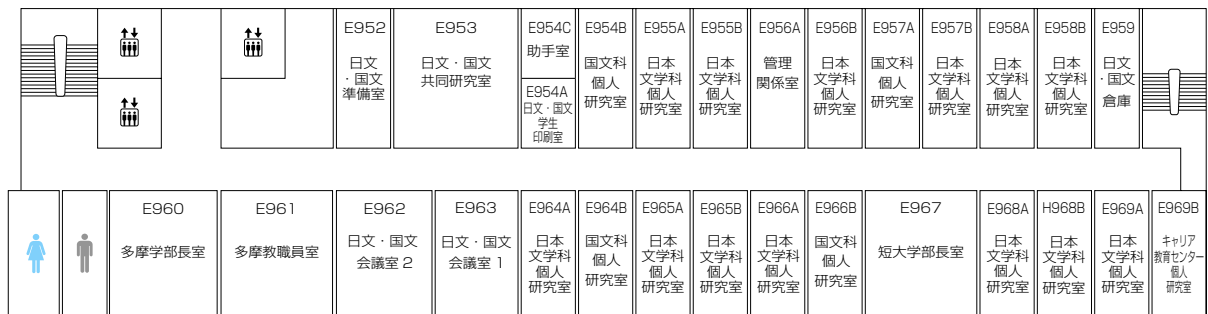 E952
日文
・国文
準備室
E953
日文・国文
共同研究室
E954C
助手室
E954A
日文・国文
学生
印刷室
E954B
国文科
個人
研究室
E955A
日本
文学科
個人
研究室
E955B
日本
文学科
個人
研究室
E956A
管理
関係室
E956B
日本
文学科
個人
研究室
E957A
国文科
個人
研究室
E957B
日本
文学科
個人
研究室
E958A
日本
文学科
個人
研究室
E958B
日本
文学科
個人
研究室
E959
日文
・国文
倉庫
E960
多摩学部長室
E961
多摩教職員室
E962
日文・国文
会議室 2
E963
日文・国文
会議室 1
E964A
日本
文学科
個人
研究室
E964B
国文科
個人
研究室
E965A
日本
文学科
個人
研究室
E965B
日本
文学科
個人
研究室
E966A
日本
文学科
個人
研究室
E966B
国文科
個人
研究室
E967
短大学部長室
E968A
日本
文学科
個人
研究室
H968B
日本
文学科
個人
研究室
E969A
日本
文学科
個人
研究室
E969B
キャリア
教育センター
個人
研究室